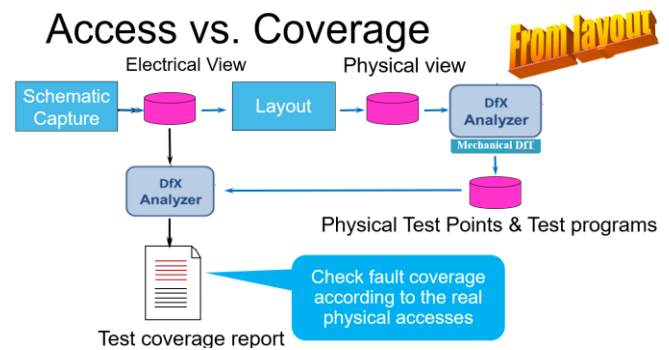 Access vs. Coverage
From layout
Electrical View
Physical view
Schematic
Capture
Layout
DfX
Analyzer
Mechanical DfT
DfX
Analyzer
Physical Test Points & Test programs
Check fault coverage
according to the real
physical accesses
Test coverage report